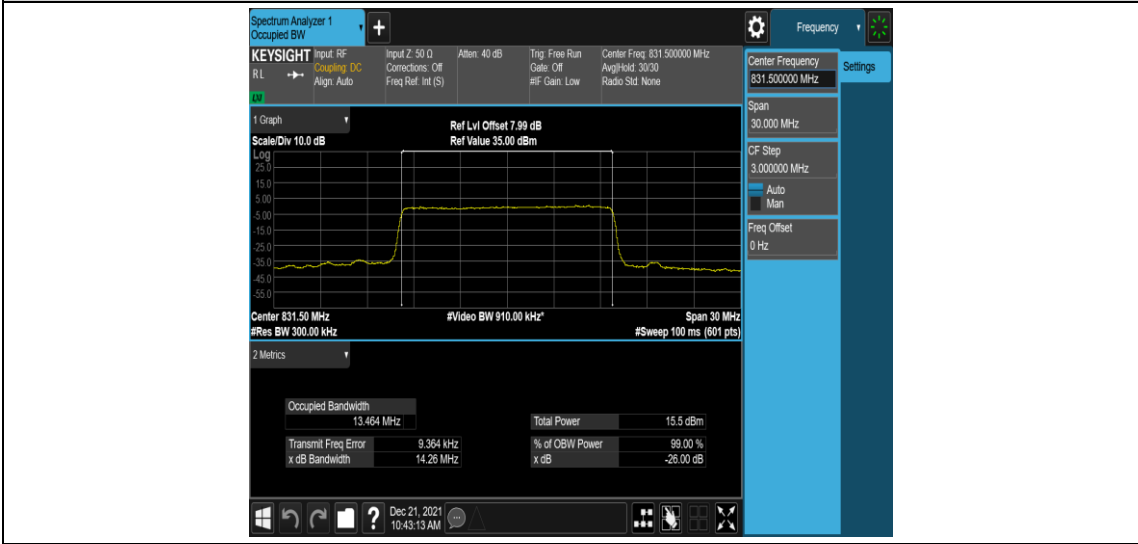 Spectrum Analyzer 1
Occupied BW
+
Frequency
KEYSIGHT
Input: RF
Input Z: 50 Ω
Atten: 40 dB
Trig: Free Run
Center Freq: 831.500000 MHz
RL
Coupling: DC
Corrections: Off
Gate: Off
Avg|Hold: 30/30
Align: Auto
Freq Ref: Int (S)
#IF Gain: Low
Radio Std: None
Center Frequency
831.500000 MHz
Settings
Span
30.000 MHz
CF Step
3.000000 MHz
Auto
Man
Freq Offset
0 Hz
1 Graph
Ref Lvl Offset 7.99 dB
Scale/Div 10.0 dB
Ref Value 35.00 dBm
Log
25.0
15.0
5.00
-5.00
-15.0
-25.0
-35.0
-45.0
-55.0
Center 831.50 MHz
#Video BW 910.00 kHz*
Span 30 MHz
#Res BW 300.00 kHz
#Sweep 100 ms (601 pts)
2 Metrics
Occupied Bandwidth
13.464 MHz
Total Power 15.5 dBm
Transmit Freq Error 9.364 kHz
% of OBW Power 99.00 %
x dB Bandwidth 14.26 MHz
x dB -26.00 dB
?
Dec 21, 2021
10:43:13 AM